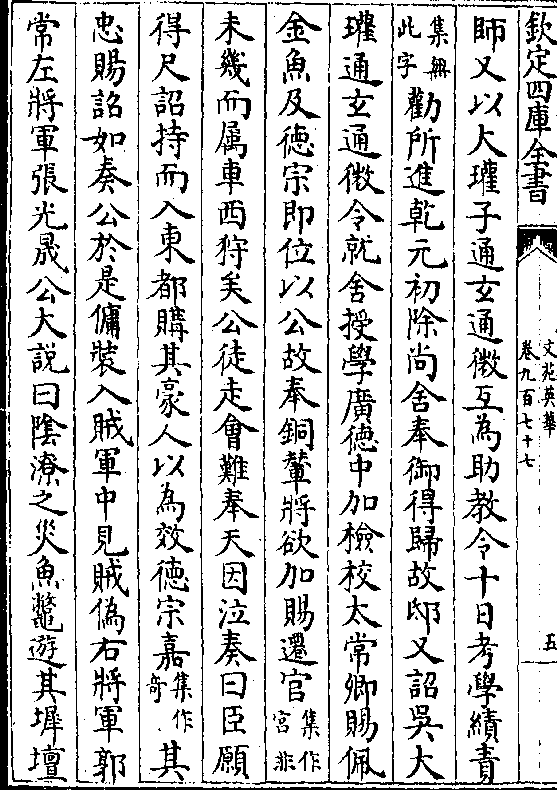 欽定四庫全書
文苑英華
卷九百七十七
五
師又以大瓘子通玄通微互為助教令十日考學績責
集無此字勸所進乾元初除尚舍奉御得歸故邸又詔吳大
瓘通玄通微令就舍授學廣德中加檢校太常卿賜佩
金魚及德宗即位以公故奉銅輦將欲加賜遷官集作宮非
未幾而属車西狩矣公徒走會難奉天因泣奏曰臣願
得尺詔持而入東都購其豪人以為效德宗嘉集作奇其
忠賜詔如奏公於是傭裝入賊軍中見賊偽右將軍郭
常左將軍張光晟公大說曰陰潦之災魚鼈遊其墀壇